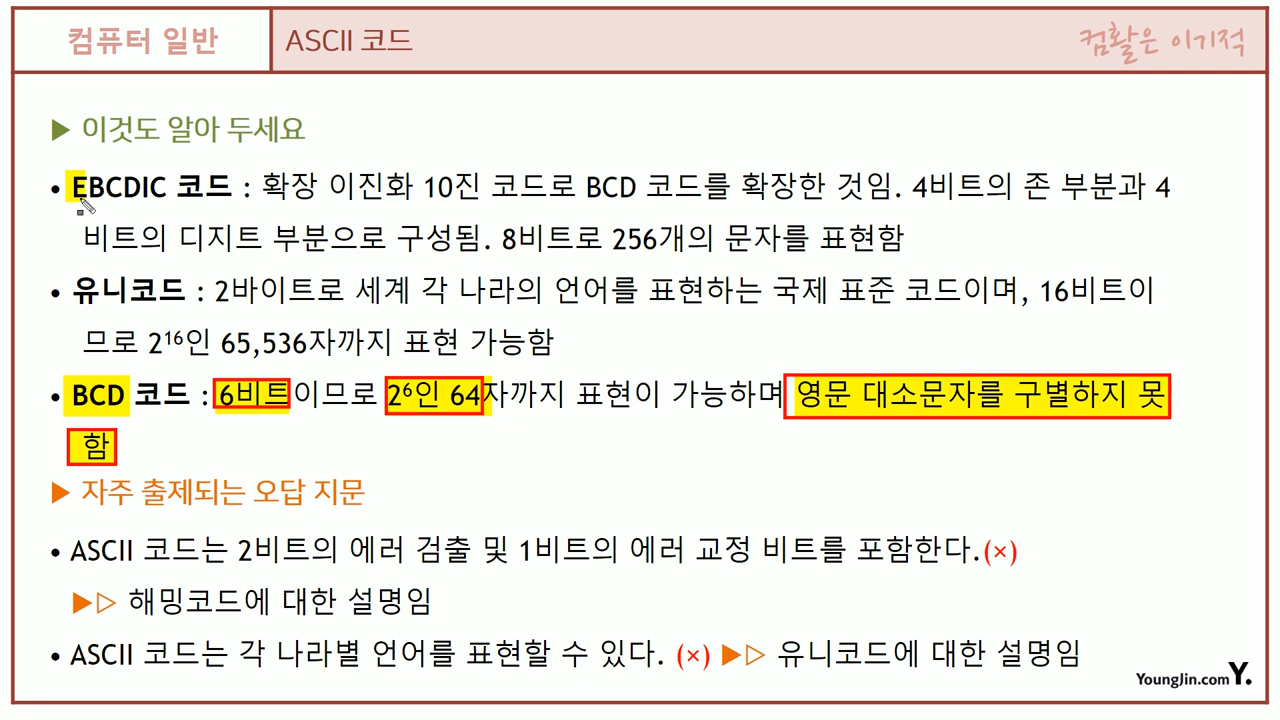 컴퓨터 일반
ASCII 코드
컴활은 이기적
▶ 이것도 알아 두세요
• EBCDIC 코드 : 확장 이진화 10진 코드로 BCD 코드를 확장한 것임. 4비트의 존 부분과 4
비트의 디지트 부분으로 구성됨. 8비트로 256개의 문자를 표현함
• 유니코드 : 2바이트로 세계 각 나라의 언어를 표현하는 국제 표준 코드이며, 16비트이
므로 2¹⁶인 65,536자까지 표현 가능함
• BCD 코드 : 6비트이므로 2⁶인 64자까지 표현이 가능하며 영문 대소문자를 구별하지 못
함
▶ 자주 출제되는 오답 지문
• ASCII 코드는 2비트의 에러 검출 및 1비트의 에러 교정 비트를 포함한다.(×)
▶▷ 해밍코드에 대한 설명임
• ASCII 코드는 각 나라별 언어를 표현할 수 있다. (×) ▶▷ 유니코드에 대한 설명임
YoungJin.com Y.